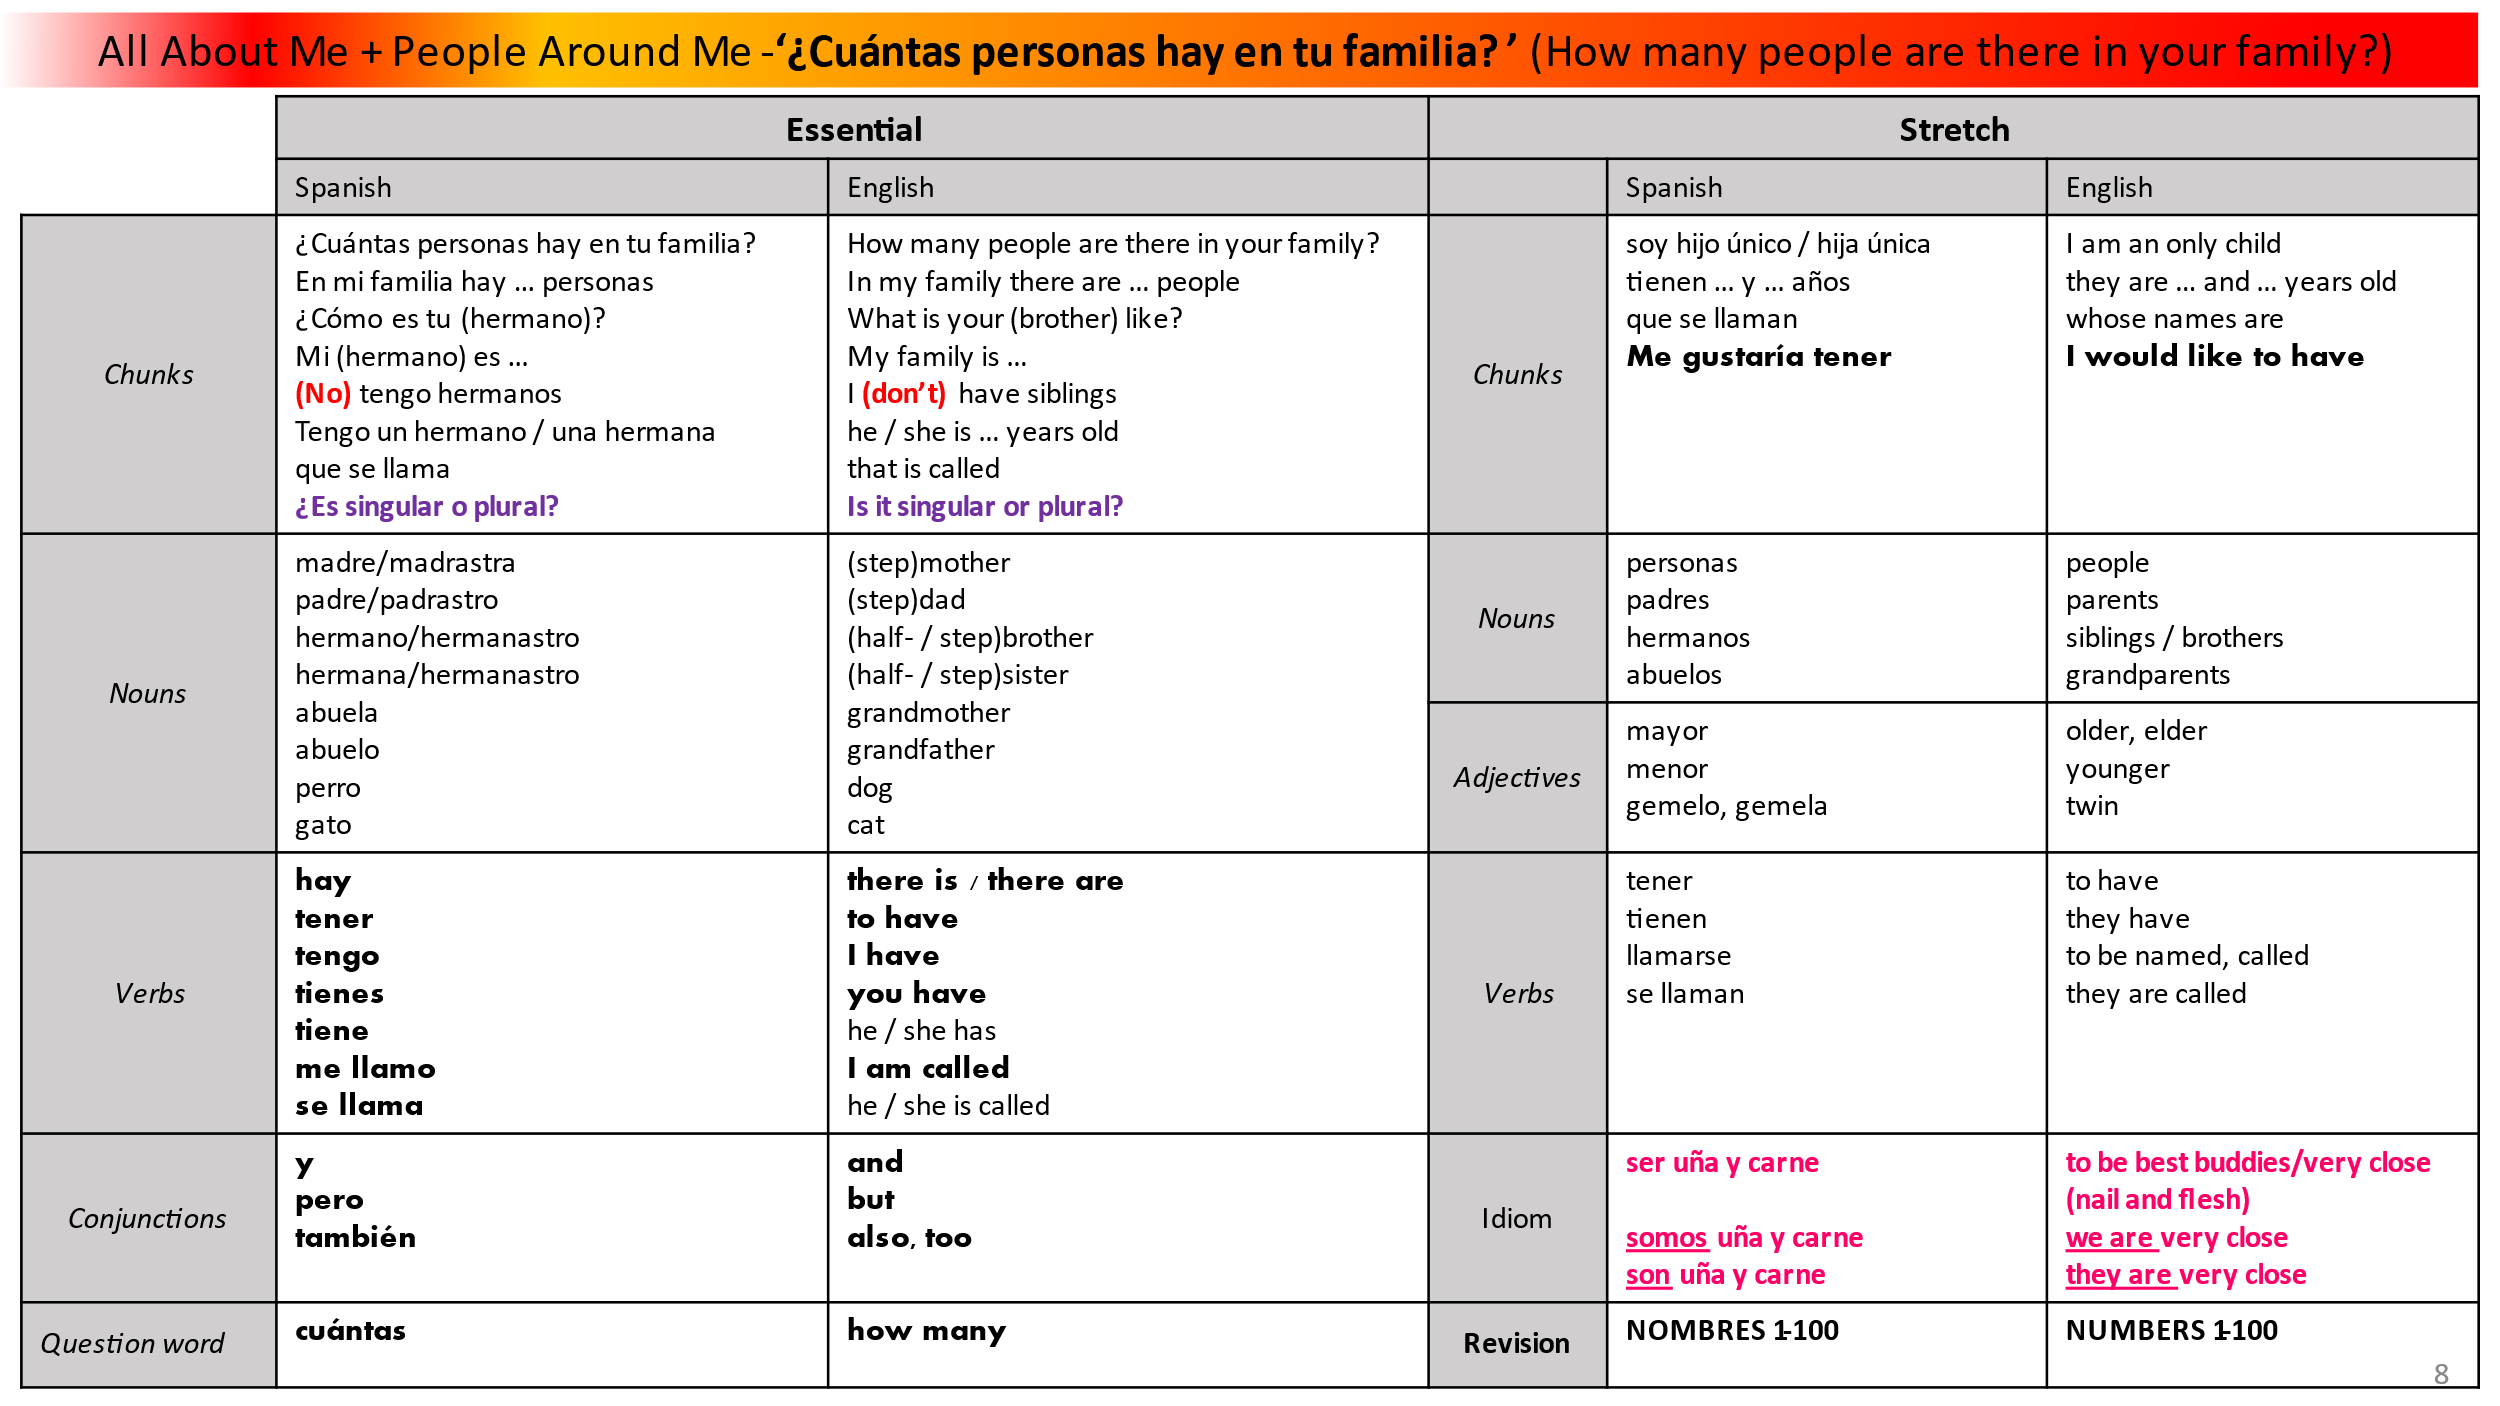 All About Me + People Around Me -‘¿Cuántas personas hay en tu familia?’ (How many people are there in your family?)
Essential
Stretch
Spanish
English
Spanish
English
Chunks
¿Cuántas personas hay en tu familia?
En mi familia hay ... personas
¿Cómo es tu (hermano)?
Mi (hermano) es ...
(No) tengo hermanos
Tengo un hermano / una hermana
que se llama
¿Es singular o plural?
How many people are there in your family?
In my family there are ... people
What is your (brother) like?
My family is ...
I (don’t) have siblings
he / she is ... years old
that is called
Is it singular or plural?
Chunks
soy hijo único / hija única
tienen ... y ... años
que se llaman
Me gustaría tener
I am an only child
they are ... and ... years old
whose names are
I would like to have
Nouns
madre/madrastra
padre/padrastro
hermano/hermanastro
hermana/hermanastro
abuela
abuelo
perro
gato
(step)mother
(step)dad
(half- / step)brother
(half- / step)sister
grandmother
grandfather
dog
cat
Nouns
personas
padres
hermanos
abuelos
people
parents
siblings / brothers
grandparents
Adjectives
mayor
menor
gemelo, gemela
older, elder
younger
twin
Verbs
hay
tener
tengo
tienes
tiene
me llamo
se llama
there is / there are
to have
I have
you have
he / she has
I am called
he / she is called
Verbs
tener
tienen
llamarse
se llaman
to have
they have
to be named, called
they are called
Conjunctions
y
pero
también
and
but
also, too
Idiom
ser uña y carne
somos uña y carne
son uña y carne
to be best buddies/very close
(nail and flesh)
we are very close
they are very close
Question word
cuántas
how many
Revision
NOMBRES 1-100
NUMBERS 1-100
8